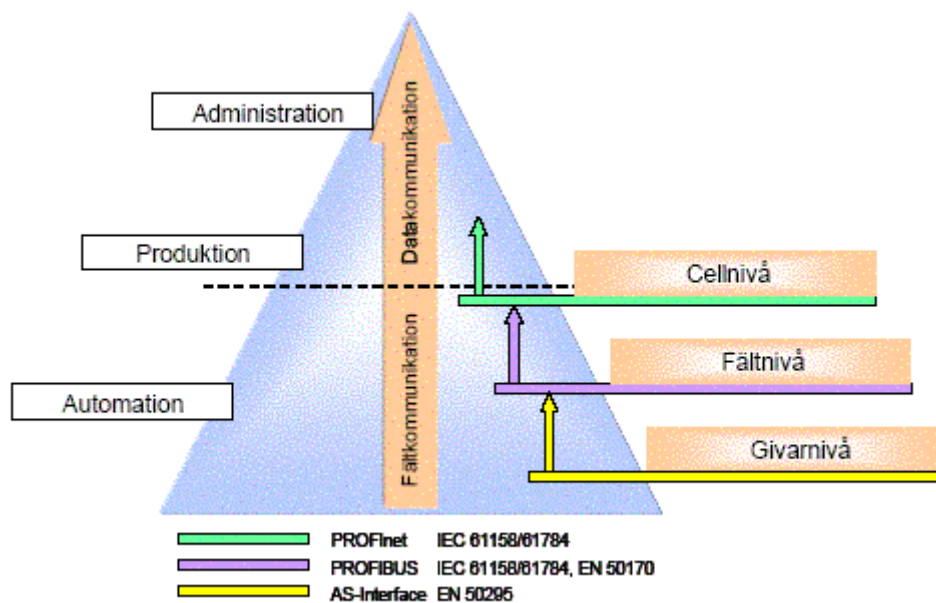 Administration
Datakommunikation
Produktion
Cellnivå
Fältkommunikation
Fältnivå
Automation
Givarnivå
PROFInet IEC 61158/61784
PROFIBUS IEC 61158/61784, EN 50170
AS-Interface EN 50295